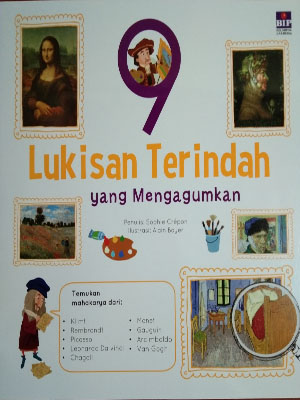 BIP
9
Lukisan Terindah
yang Mengagumkan
Penulis: Sophie Crépon
Ilustrasi: Alain Boyer
Temukan
mahakarya dari:
• Klimt
• Rembrandt
• Picasso
• Leonardo Da Vinci
• Chagall
• Monet
• Gauguin
• Arcimboldo
• Van Gogh